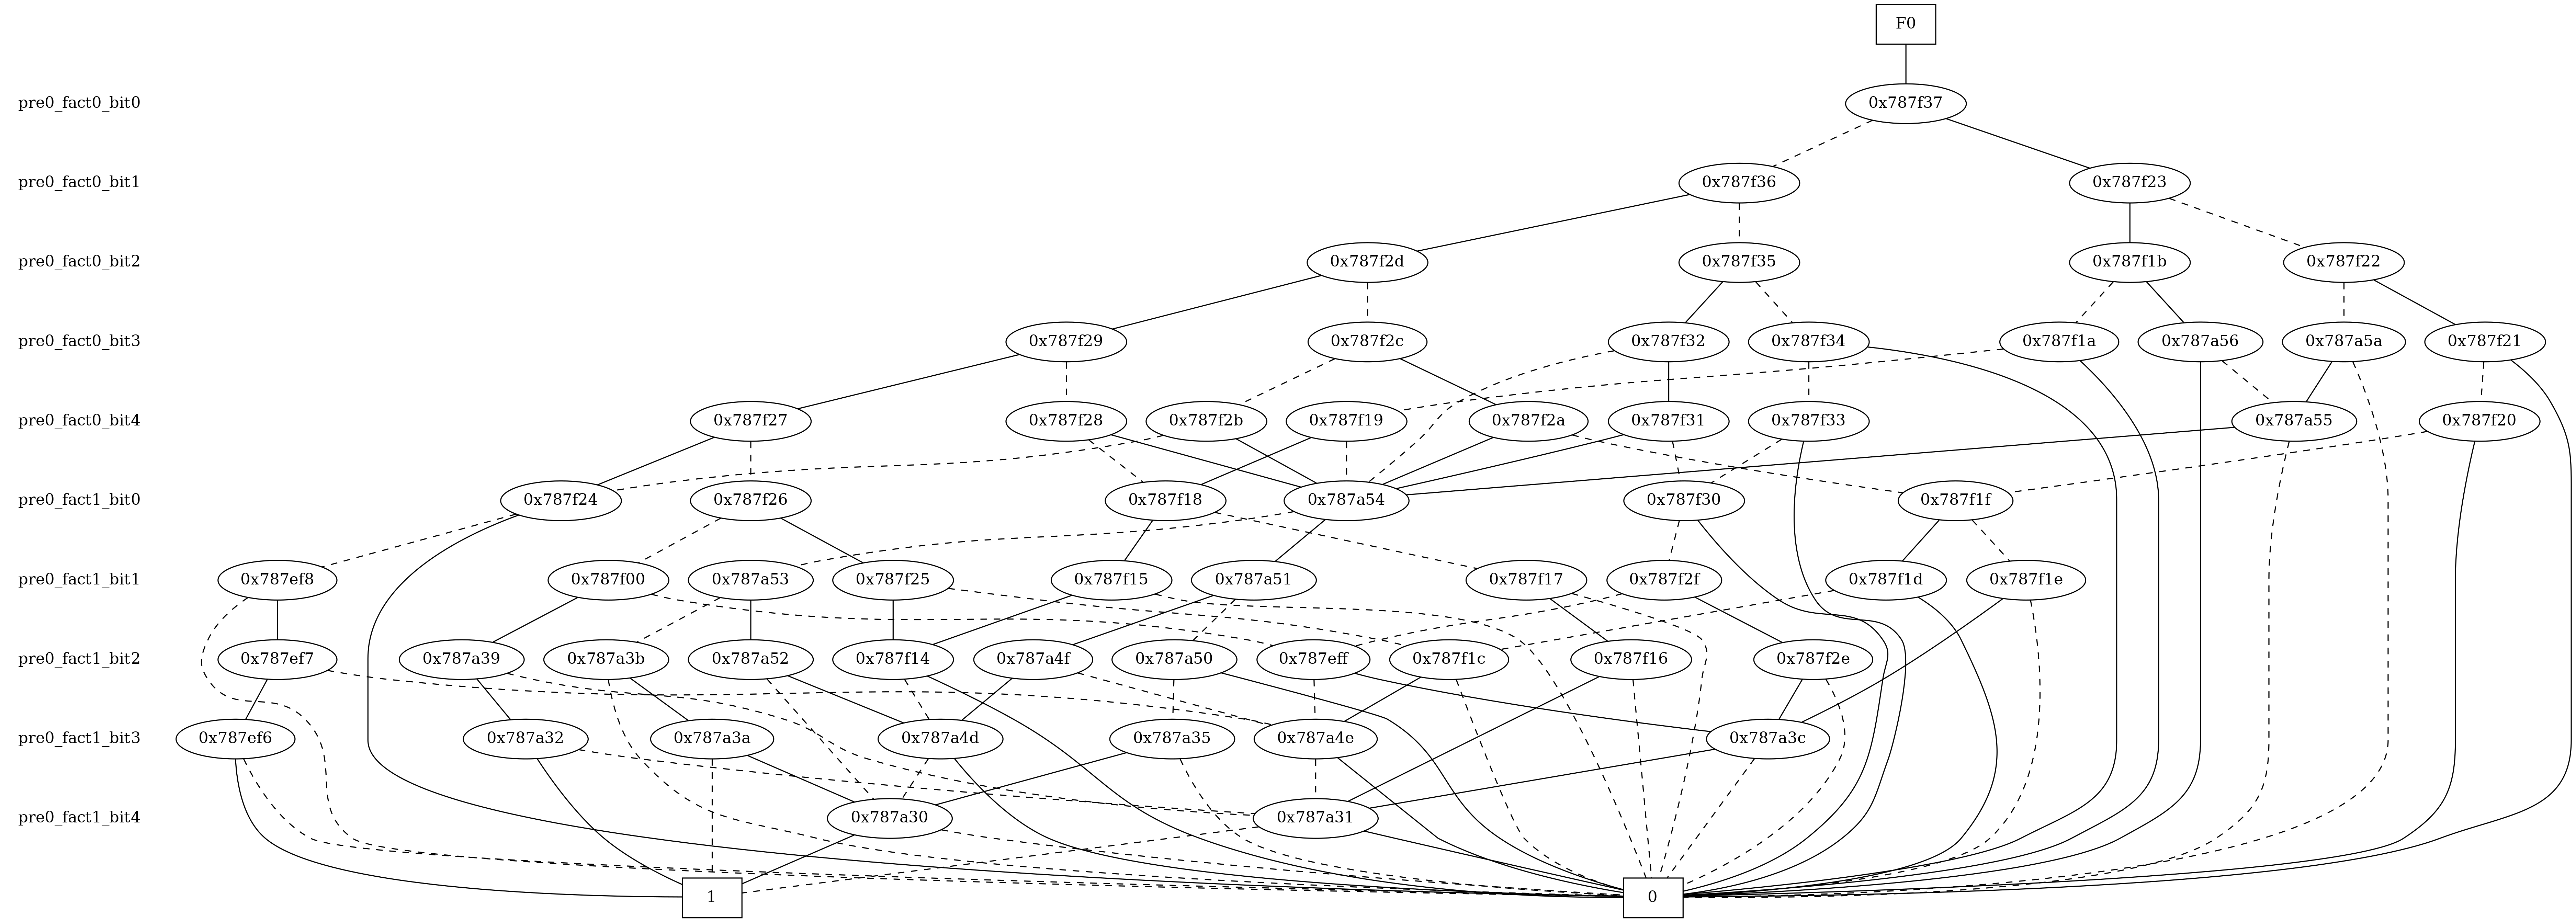 F0
pre0_fact0_bit0 0x787f37
pre0_fact0_bit1 0x787f36 0x787f23
pre0_fact0_bit2 0x787f2d 0x787f35 0x787f1b 0x787f22
pre0_fact0_bit3 0x787f29 0x787f2c 0x787f32 0x787f34 0x787f1a 0x787a56 0x787a5a 0x787f21
pre0_fact0_bit4 0x787f27 0x787f28 0x787f2b 0x787f19 0x787f2a 0x787f31 0x787f33 0x787a55 0x787f20
pre0_fact1_bit0 0x787f24 0x787f26 0x787f18 0x787a54 0x787f30 0x787f1f
pre0_fact1_bit1 0x787ef8 0x787f00 0x787a53 0x787f25 0x787f15 0x787a51 0x787f17 0x787f2f 0x787f1d 0x787f1e
pre0_fact1_bit2 0x787ef7 0x787a39 0x787a3b 0x787a52 0x787f14 0x787a4f 0x787a50 0x787eff 0x787f1c 0x787f16 0x787f2e
pre0_fact1_bit3 0x787ef6 0x787a32 0x787a3a 0x787a4d 0x787a35 0x787a4e 0x787a3c
pre0_fact1_bit4 0x787a30 0x787a31
1 0